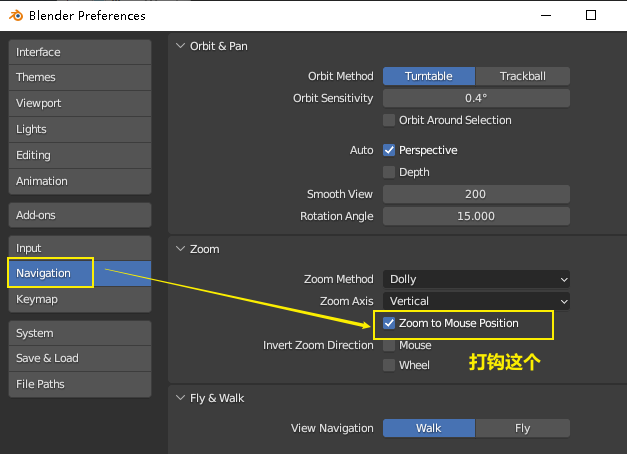 Blender Preferences
Interface
Themes
Viewport
Lights
Editing
Animation
Add-ons
Input
Navigation
Keymap
System
Save & Load
File Paths
Orbit & Pan
Orbit Method Turntable Trackball
Orbit Sensitivity 0.4°
Orbit Around Selection
Auto Perspective
Depth
Smooth View 200
Rotation Angle 15.000
Zoom
Zoom Method Dolly
Zoom Axis Vertical
Zoom to Mouse Position
Invert Zoom Direction Mouse
Wheel
打钩这个
Fly & Walk
View Navigation Walk Fly